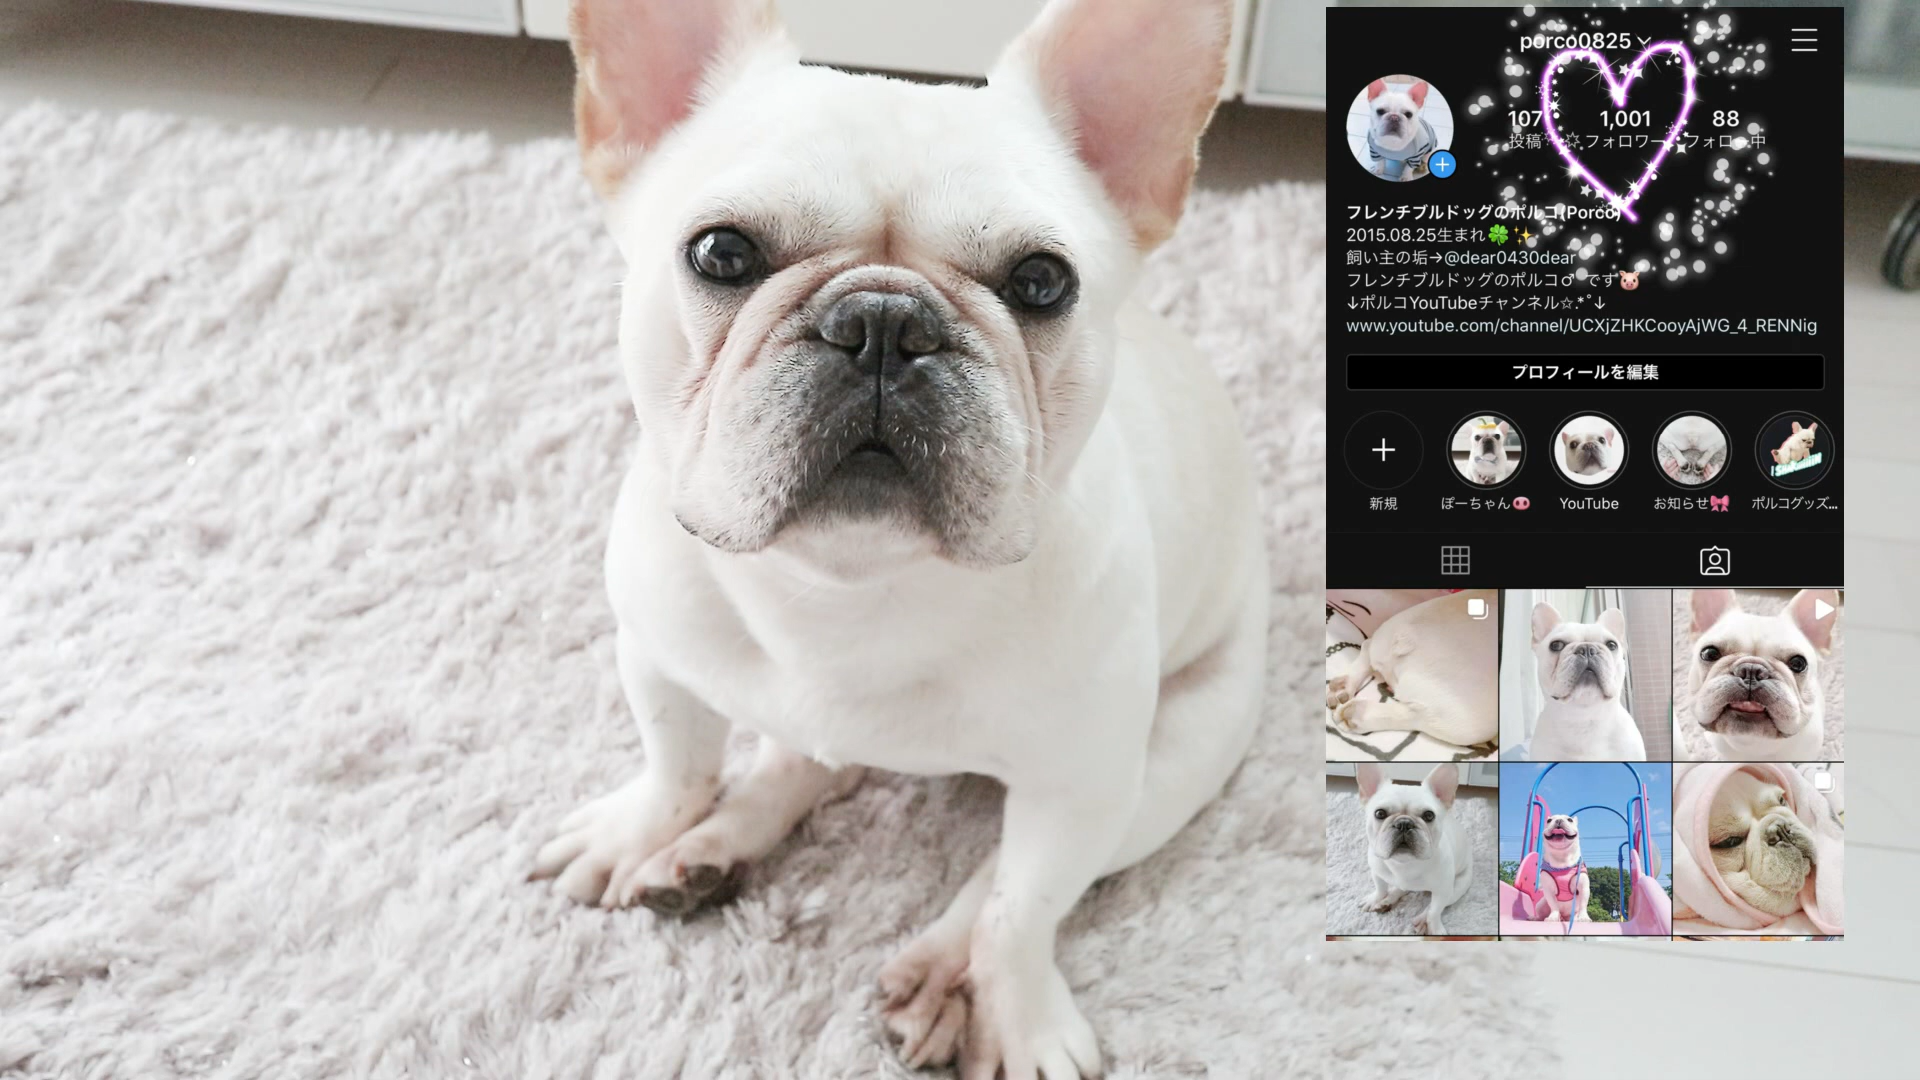 porco0825
107 1,001 88
投稿 フォロワー フォロー中
フレンチブルドッグのポルコ(Porco)
2015.08.25生まれ🍀✨
飼い主の垢→@dear0430dear
フレンチブルドッグのポルコ♂です🐷
↓ポルコYouTubeチャンネル☆.*˚↓
www.youtube.com/channel/UCXjZHKCooyAjWG_4_RENNig
プロフィールを編集
新規 ぽーちゃん🐽 YouTube お知らせ🎀 ポルコグッズ...